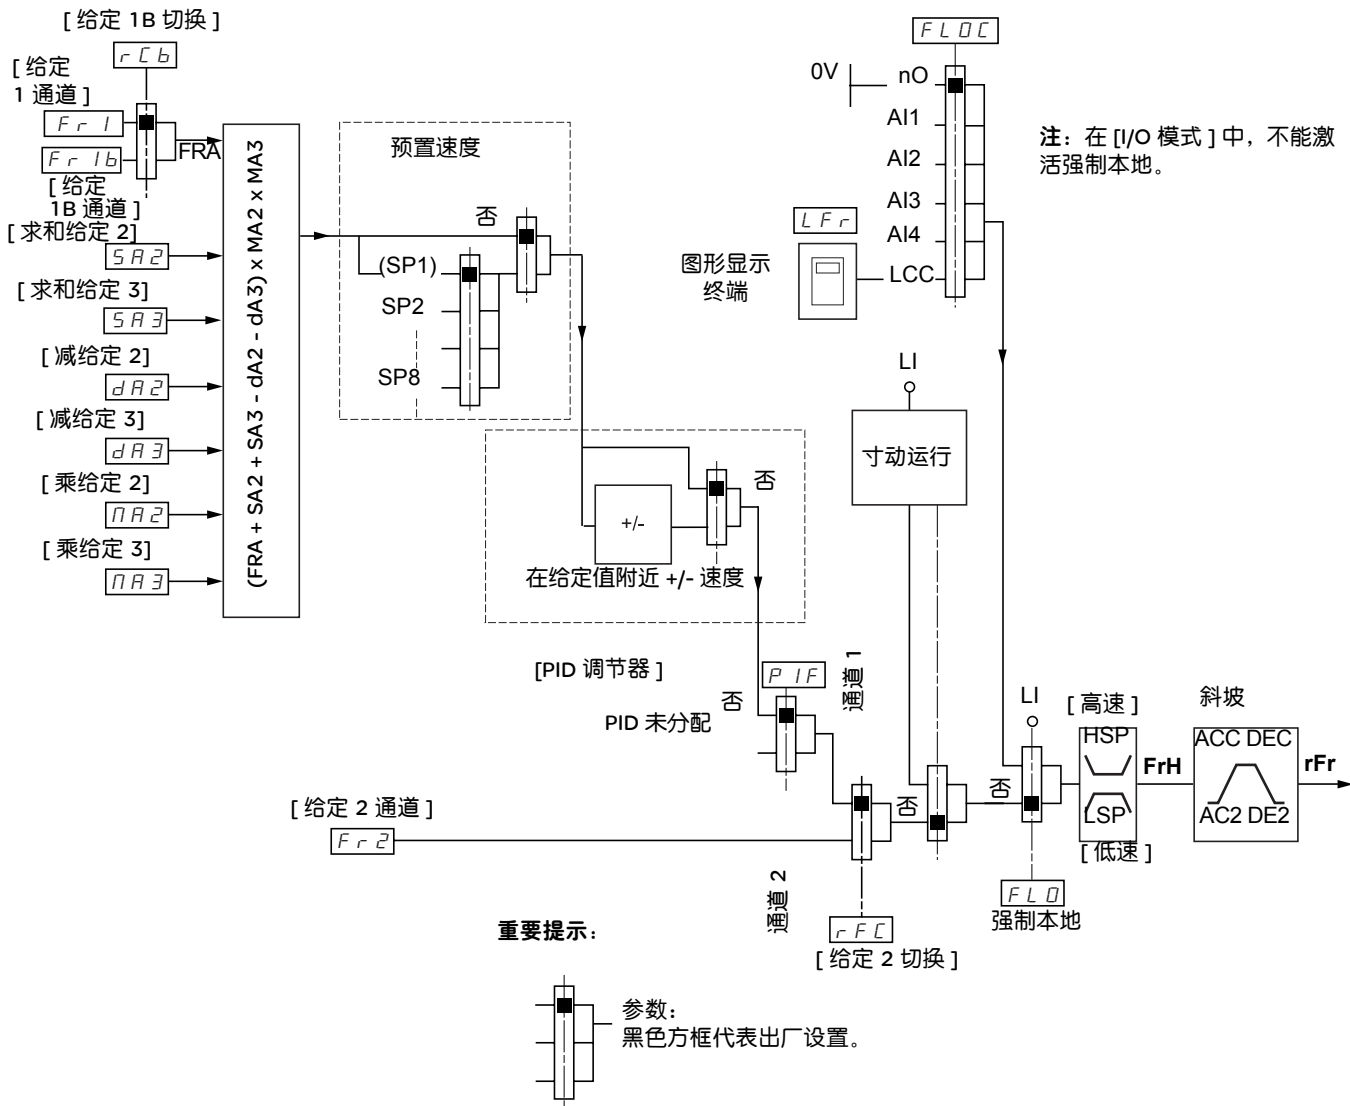 [ 给定 1B 切换 ]
rCb
[ 给定
1 通道 ]
Fr1
Fr1b
FRA
[ 给定
1B 通道 ]
[ 求和给定 2]
SA2
[ 求和给定 3]
SA3
[ 减给定 2]
dA2
[ 减给定 3]
dA3
[ 乘给定 2]
MA2
[ 乘给定 3]
MA3
(FRA + SA2 + SA3 - dA2 - dA3) x MA2 x MA3
预置速度
否
(SP1)
SP2
SP8
+/-
否
在给定值附近 +/- 速度
FLOC
0V
nO
AI1
AI2
AI3
AI4
LCC
LFr
图形显示
终端
注：在 [I/O 模式 ] 中，不能激
活强制本地。
LI
寸动运行
[PID 调节器 ]
PIF
否
PID 未分配
通道 1
[ 给定 2 通道 ]
Fr2
通道 2
否
rFC
[ 给定 2 切换 ]
否
LI
FLO
强制本地
[ 高速 ]
HSP
LSP
[ 低速 ]
FrH
斜坡
ACC DEC
AC2 DE2
rFr
重要提示：
参数：
黑色方框代表出厂设置。